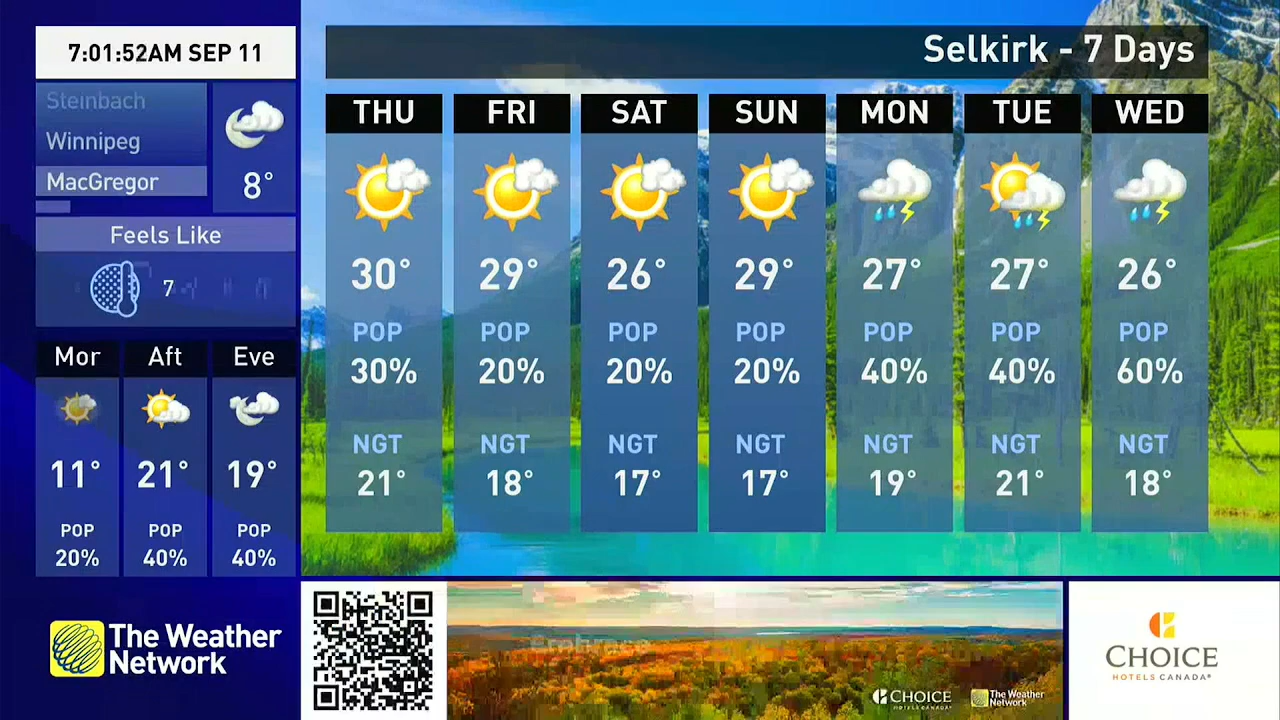 7:01:52AM SEP 11
Steinbach
Winnipeg
MacGregor
8°
Feels Like
7
Mor Aft Eve
11° 21° 19°
POP POP POP
20% 40% 40%
The Weather
Network
Selkirk - 7 Days
THU FRI SAT SUN MON TUE WED
30° 29° 26° 29° 27° 27° 26°
POP POP POP POP POP POP POP
30% 20% 20% 20% 40% 40% 60%
NGT NGT NGT NGT NGT NGT NGT
21° 18° 17° 17° 19° 21° 18°
Embrace
CHOICE
HOTELS CANADA
The Weather
Network
CHOICE
HOTELS CANADA®